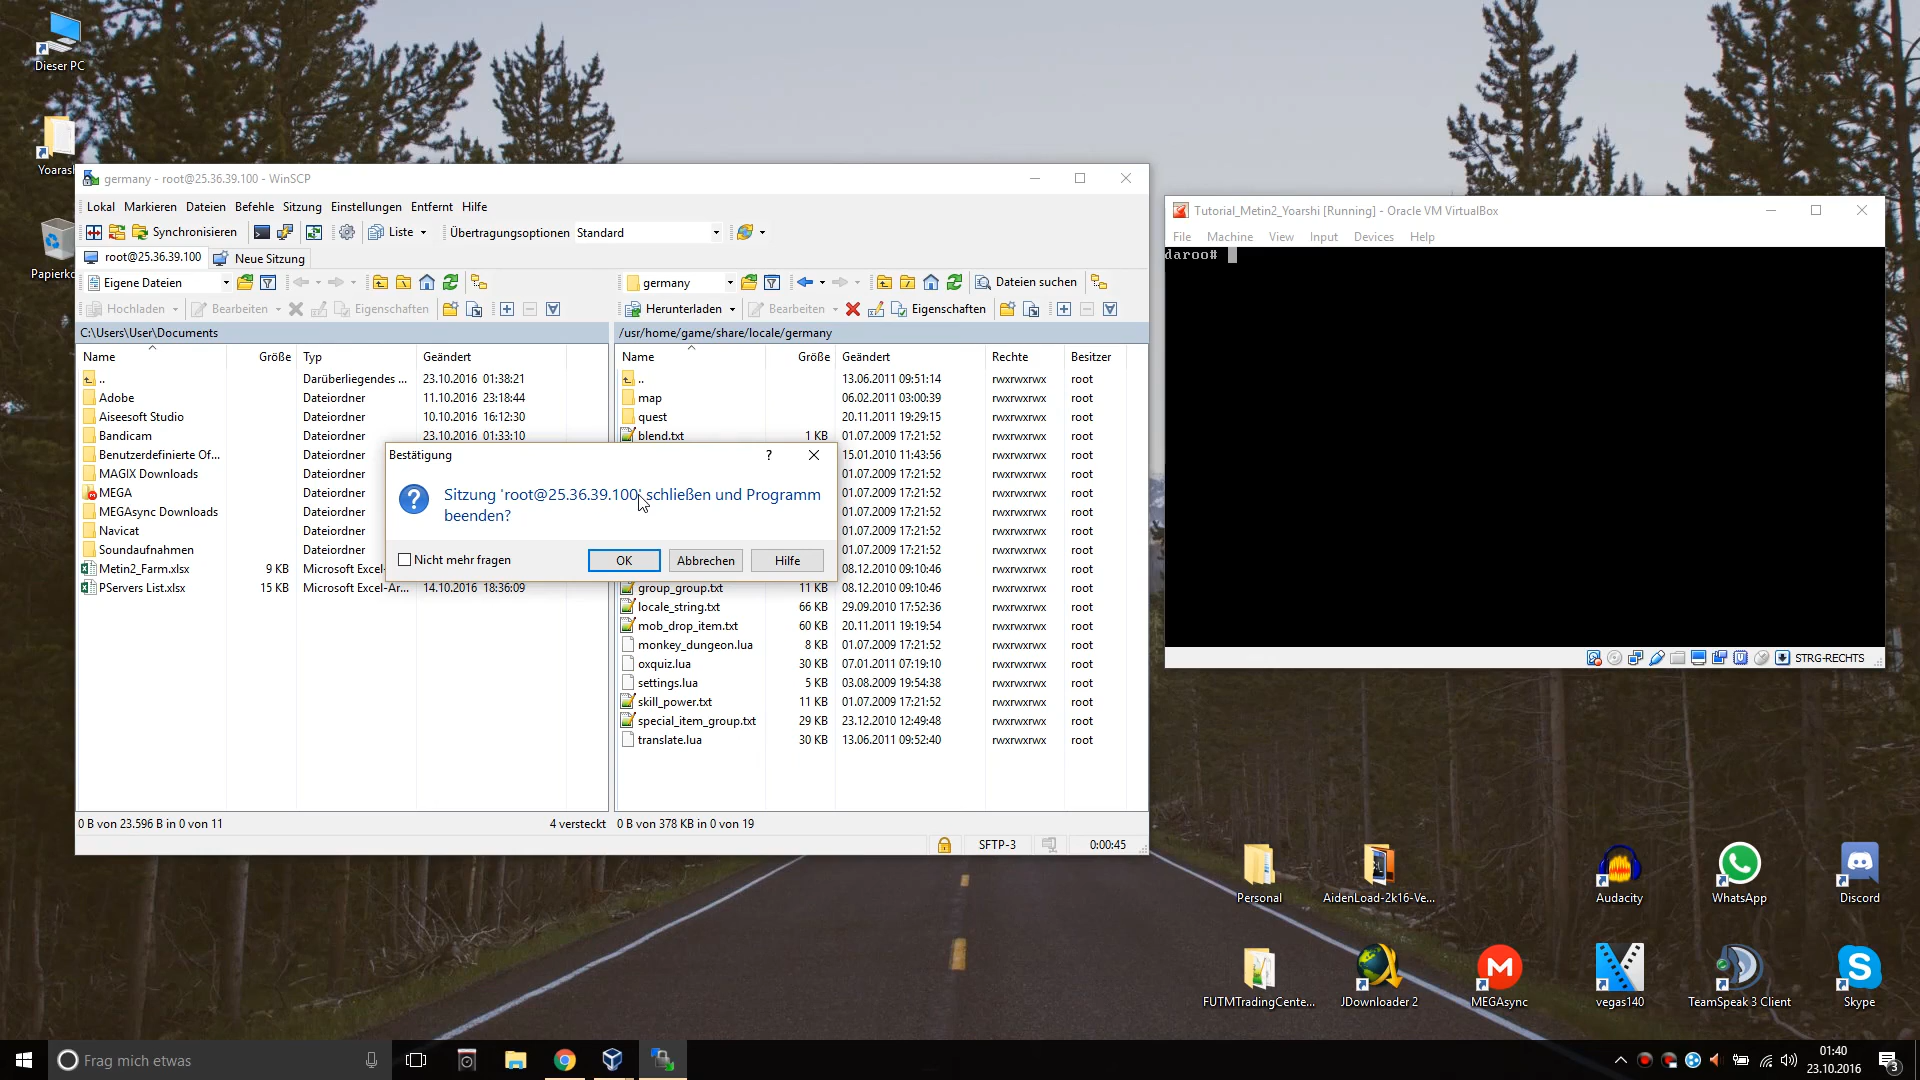 Dieser PC
Yoaras
Papierko
germany - root@25.36.39.100 - WinSCP
Lokal Markieren Dateien Befehle Sitzung Einstellungen Entfernt Hilfe
Synchronisieren Liste Übertragungsoptionen Standard
root@25.36.39.100 Neue Sitzung
Eigene Dateien
Hochladen Bearbeiten Eigenschaften
C:\Users\User\Documents
Name Größe Typ Geändert
.. Darüberliegendes ... 23.10.2016 01:38:21
Adobe Dateiordner 11.10.2016 23:18:44
Aiseesoft Studio Dateiordner 10.10.2016 16:12:30
Bandicam Dateiordner 23.10.2016 01:33:10
Benutzerdefinierte Of... Dateiordner
MAGIX Downloads Dateiordner
MEGA Dateiordner
MEGAsync Downloads Dateiordner
Navicat Dateiordner
Soundaufnahmen Dateiordner
Metin2_Farm.xlsx 9 KB Microsoft Excel-
PServers List.xlsx 15 KB Microsoft Excel-Ar... 14.10.2016 18:36:09
0 B von 23.596 B in 0 von 11 4 versteckt
germany Dateien suchen
Herunterladen Bearbeiten Eigenschaften
/usr/home/game/share/locale/germany
Name Größe Geändert Rechte Besitzer
.. 13.06.2011 09:51:14 rwxrwxrwx root
map 06.02.2011 03:00:39 rwxrwxrwx root
quest 20.11.2011 19:29:15 rwxrwxrwx root
blend.txt 1 KB 01.07.2009 17:21:52 rwxrwxrwx root
15.01.2010 11:43:56 rwxrwxrwx root
01.07.2009 17:21:52 rwxrwxrwx root
01.07.2009 17:21:52 rwxrwxrwx root
01.07.2009 17:21:52 rwxrwxrwx root
01.07.2009 17:21:52 rwxrwxrwx root
01.07.2009 17:21:52 rwxrwxrwx root
08.12.2010 09:10:46 rwxrwxrwx root
group_group.txt 11 KB 08.12.2010 09:10:46 rwxrwxrwx root
locale_string.txt 66 KB 29.09.2010 17:52:36 rwxrwxrwx root
mob_drop_item.txt 60 KB 20.11.2011 19:19:54 rwxrwxrwx root
monkey_dungeon.lua 8 KB 01.07.2009 17:21:52 rwxrwxrwx root
oxquiz.lua 30 KB 07.01.2011 07:19:10 rwxrwxrwx root
settings.lua 5 KB 03.08.2009 19:54:38 rwxrwxrwx root
skill_power.txt 11 KB 01.07.2009 17:21:52 rwxrwxrwx root
special_item_group.txt 29 KB 23.12.2010 12:49:48 rwxrwxrwx root
translate.lua 30 KB 13.06.2011 09:52:40 rwxrwxrwx root
0 B von 378 KB in 0 von 19
SFTP-3 0:00:45
Bestätigung ?
Sitzung 'root@25.36.39.100' schließen und Programm
beenden?
Nicht mehr fragen OK Abbrechen Hilfe
Tutorial_Metin2_Yoarshi [Running] - Oracle VM VirtualBox
File Machine View Input Devices Help
daroo#
STRG-RECHTS
Personal AidenLoad-2k16-Ve... Audacity WhatsApp Discord
FUTMTradingCente... JDownloader 2 MEGAsync vegas140 TeamSpeak 3 Client Skype
Frag mich etwas
01:40
23.10.2016
3